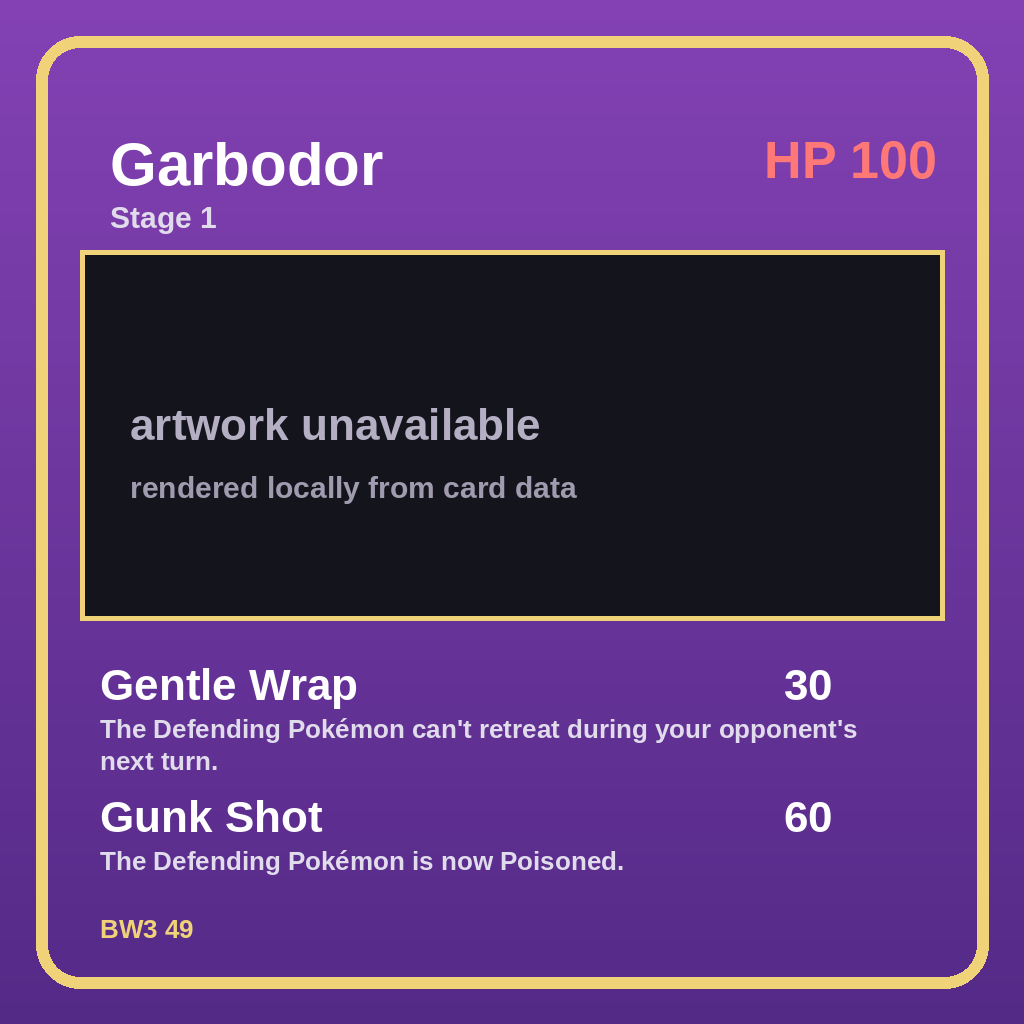 Garbodor
HP 100
Stage 1
artwork unavailable
rendered locally from card data
Gentle Wrap 30
The Defending Pokémon can't retreat during your opponent's
next turn.
Gunk Shot 60
The Defending Pokémon is now Poisoned.
BW3 49